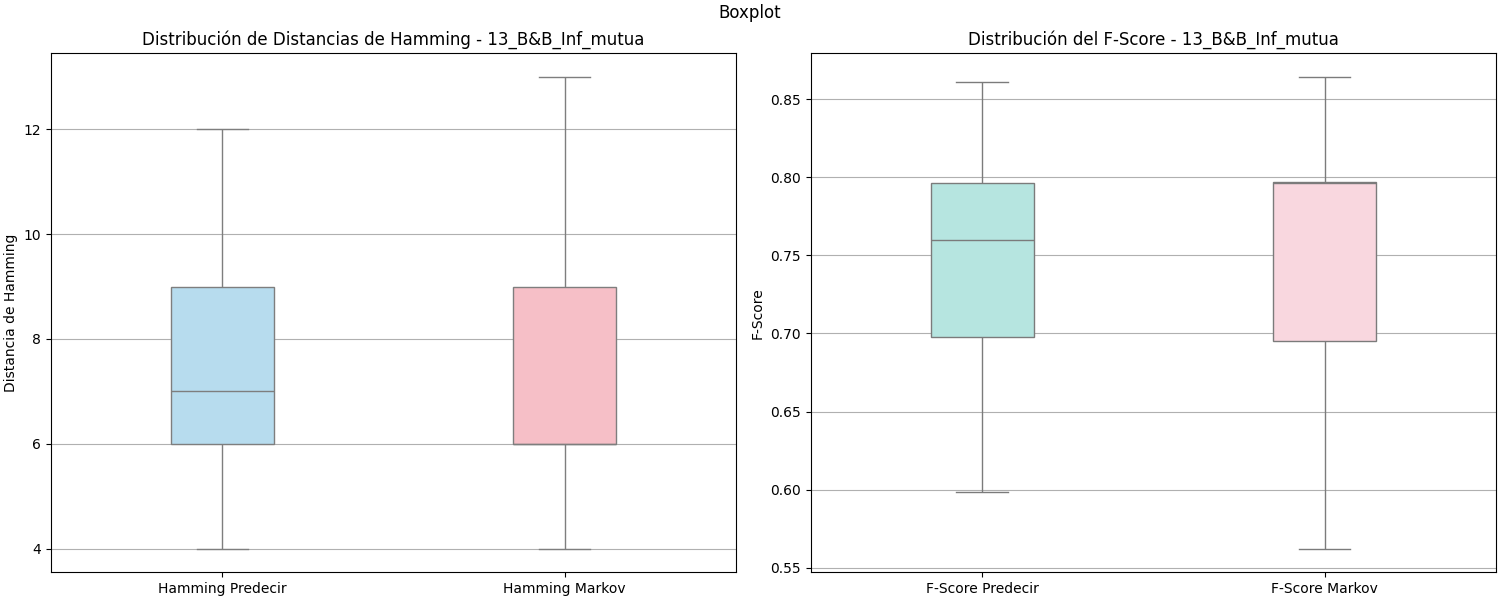 Boxplot
Distribución de Distancias de Hamming - 13_B&B_Inf_mutua
Distancia de Hamming
12
10
8
6
4
Hamming Predecir
Hamming Markov
Distribución del F-Score - 13_B&B_Inf_mutua
F-Score
0.85
0.80
0.75
0.70
0.65
0.60
0.55
F-Score Predecir
F-Score Markov